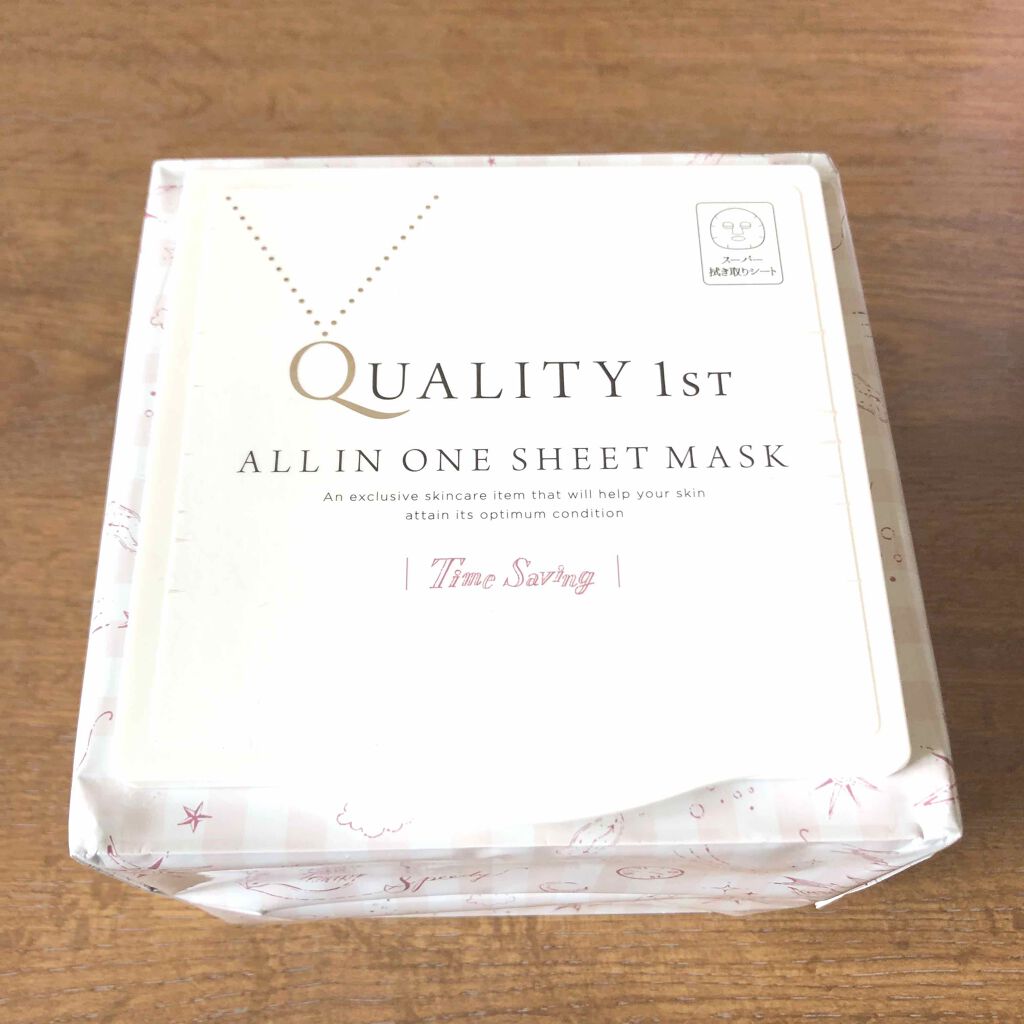 スーパー
拭き取りシート
QUALITY 1ST
ALL IN ONE SHEET MASK
An exclusive skincare item that will help your skin
attain its optimum condition
Time Saving
Speedy